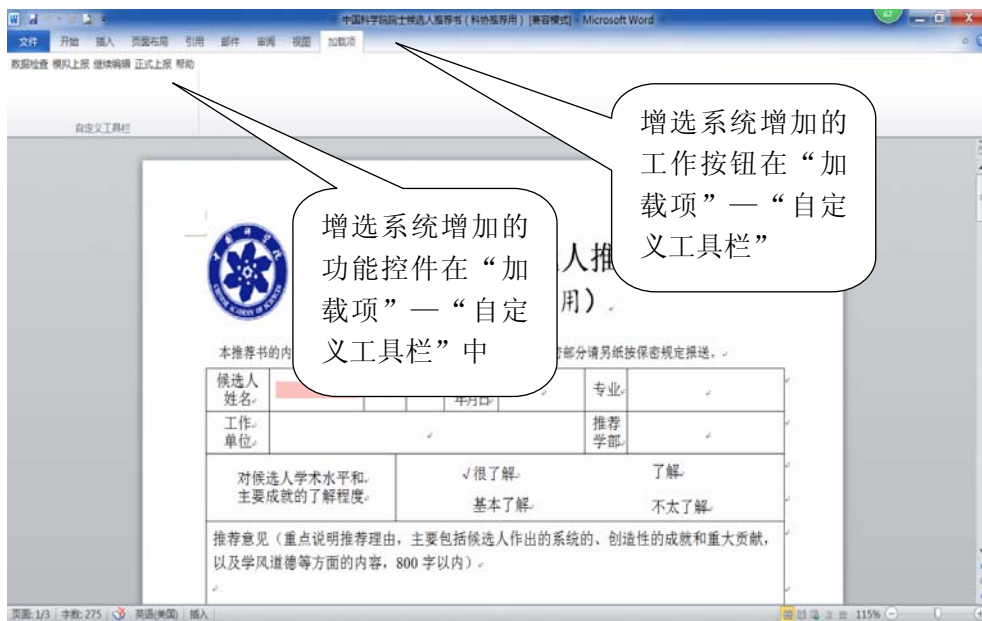 中国科学院院士候选人推荐书(科协推荐用) [兼容模式] - Microsoft Word
文件 开始 插入 页面布局 引用 邮件 审阅 视图 加载项
数据检查 模拟上报 继续编辑 正式上报 帮助
自定义工具栏
增选系统增加的
工作按钮在“加
载项”—“自定
义工具栏”
增选系统增加的
功能控件在“加
载项”—“自定
义工具栏”中
人推
用)
本推荐书的内
部分请另纸按保密规定报送。
候选人
姓名
年月日
专业
工作
单位
推荐
学部
对候选人学术水平和
主要成就的了解程度
√很了解 了解
基本了解 不太了解
推荐意见(重点说明推荐理由,主要包括候选人作出的系统的、创造性的成就和重大贡献,
以及学风道德等方面的内容,800 字以内)
页面: 1/3 字数: 275 英语(美国) 插入 115%